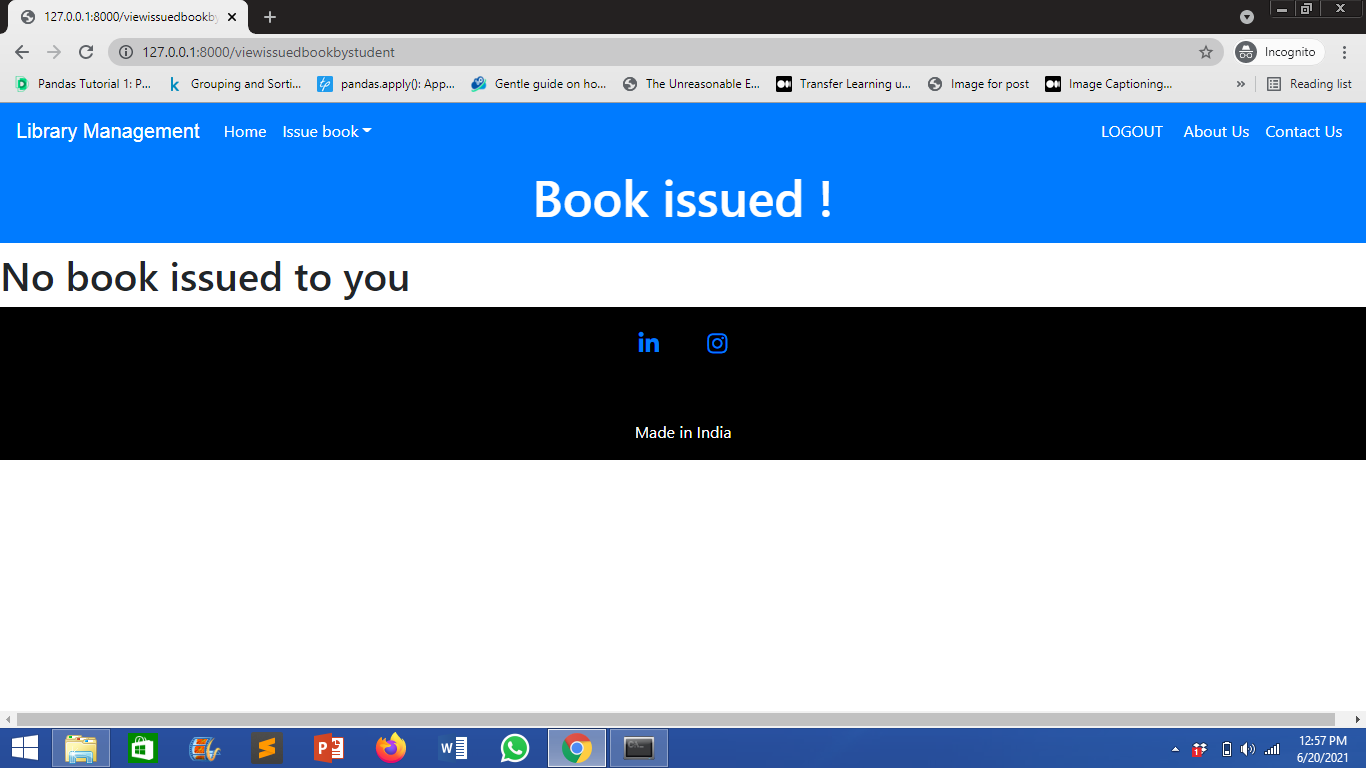 127.0.0.1:8000/viewissuedbookb
127.0.0.1:8000/viewissuedbookbystudent
Incognito
Pandas Tutorial 1: P...
Grouping and Sorti...
pandas.apply(): App...
Gentle guide on ho...
The Unreasonable E...
Transfer Learning u...
Image for post
Image Captioning...
Reading list
Library Management
Home
Issue book
LOGOUT
About Us
Contact Us
Book issued !
No book issued to you
Made in India
12:57 PM
6/20/2021